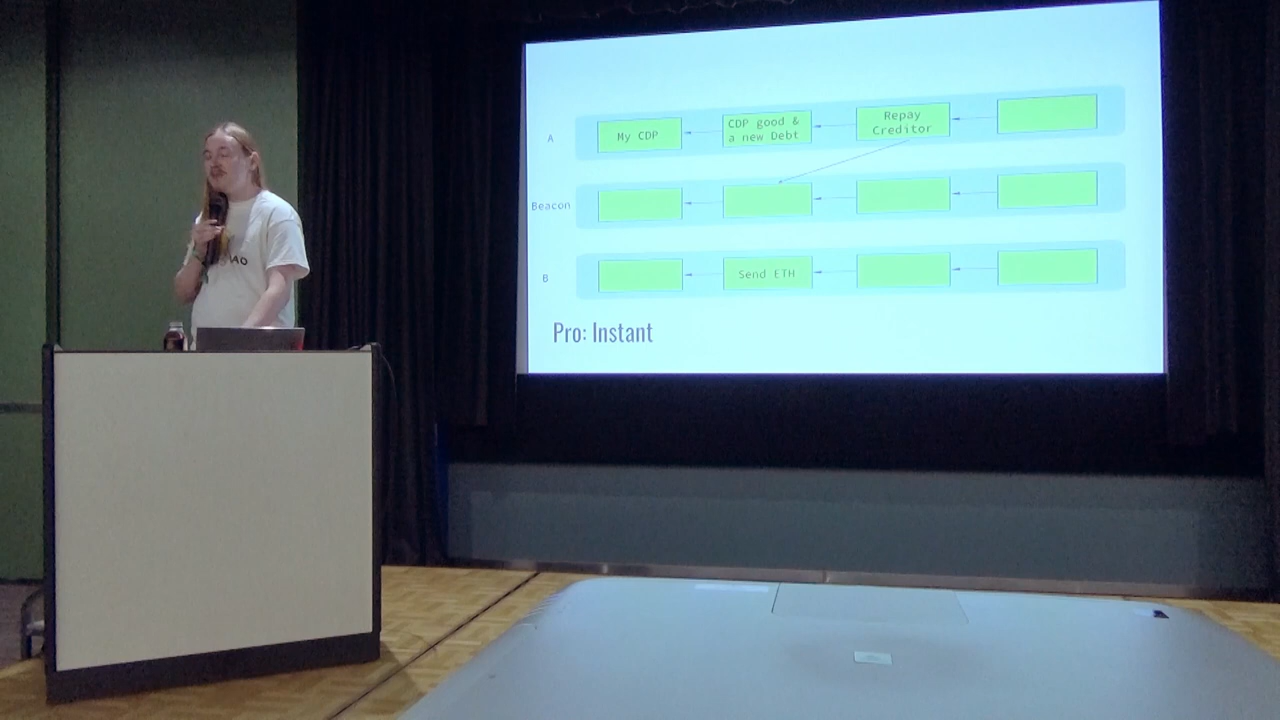 A
My CDP
CDP good &
a new Debt
Repay
Creditor
Beacon
B
Send ETH
Pro: Instant